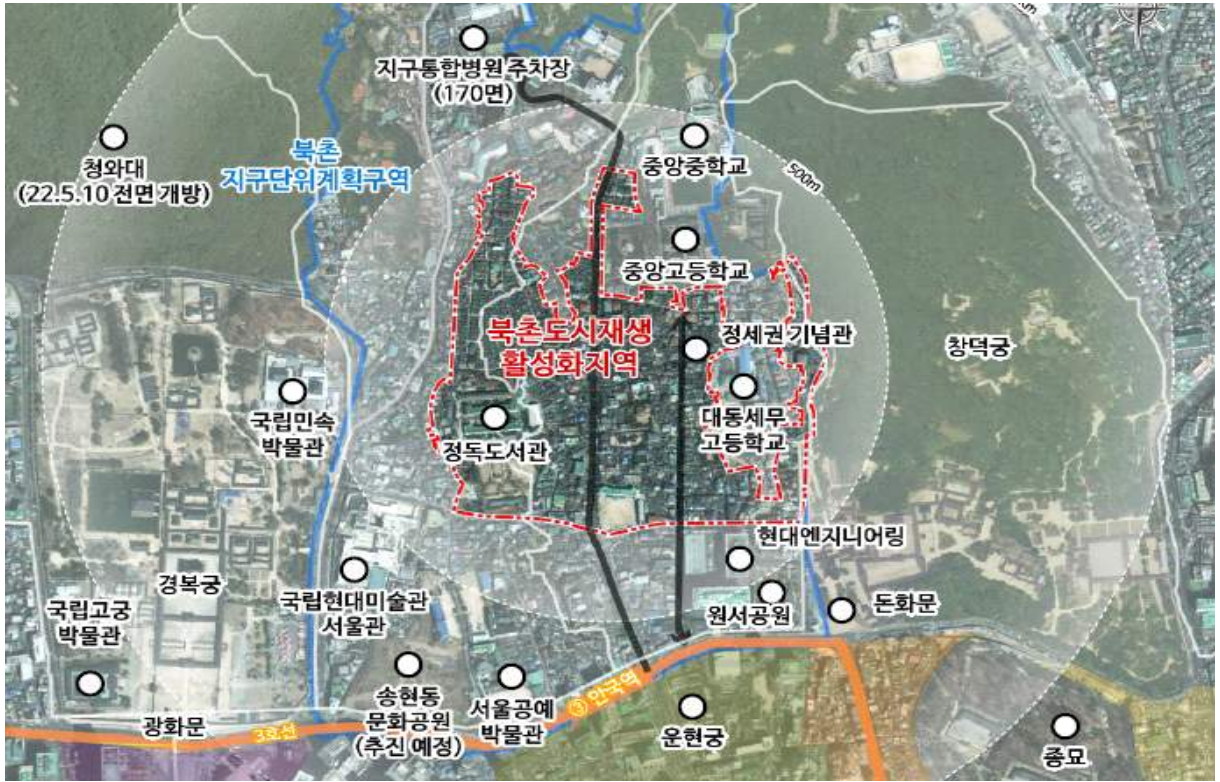 지구통합병원 주차장
(170면)
청와대
(22.5.10 전면 개방)
북촌
지구단위계획구역
중앙중학교
500m
중앙고등학교
북촌도시재생
활성화지역
정세권 기념관
창덕궁
국립민속
박물관
정독도서관
대동세무
고등학교
현대엔지니어링
경복궁
국립현대미술관
서울관
원서공원
돈화문
국립고궁
박물관
송현동
문화공원
(추진 예정)
서울공예
박물관
③ 안국역
운현궁
광화문
3호선
종묘